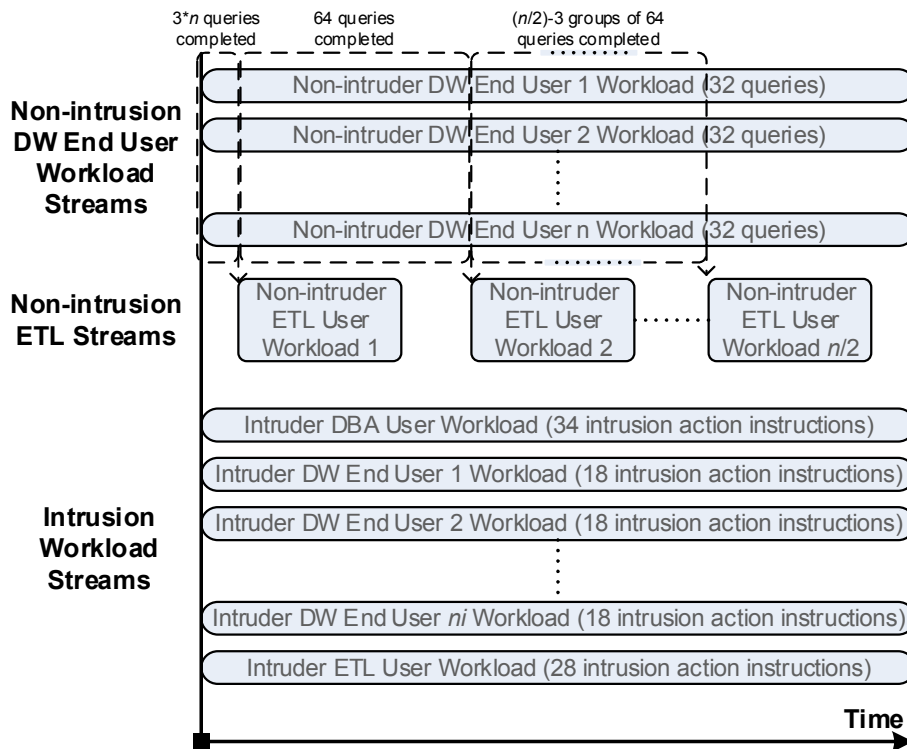 3*n queries
completed
64 queries
completed
(n/2)-3 groups of 64
queries completed
Non-intrusion
DW End User
Workload
Streams
Non-intruder DW End User 1 Workload (32 queries)
Non-intruder DW End User 2 Workload (32 queries)
Non-intruder DW End User n Workload (32 queries)
Non-intrusion
ETL Streams
Non-intruder
ETL User
Workload 1
Non-intruder
ETL User
Workload 2
Non-intruder
ETL User
Workload n/2
Intrusion
Workload
Streams
Intruder DBA User Workload (34 intrusion action instructions)
Intruder DW End User 1 Workload (18 intrusion action instructions)
Intruder DW End User 2 Workload (18 intrusion action instructions)
Intruder DW End User ni Workload (18 intrusion action instructions)
Intruder ETL User Workload (28 intrusion action instructions)
Time